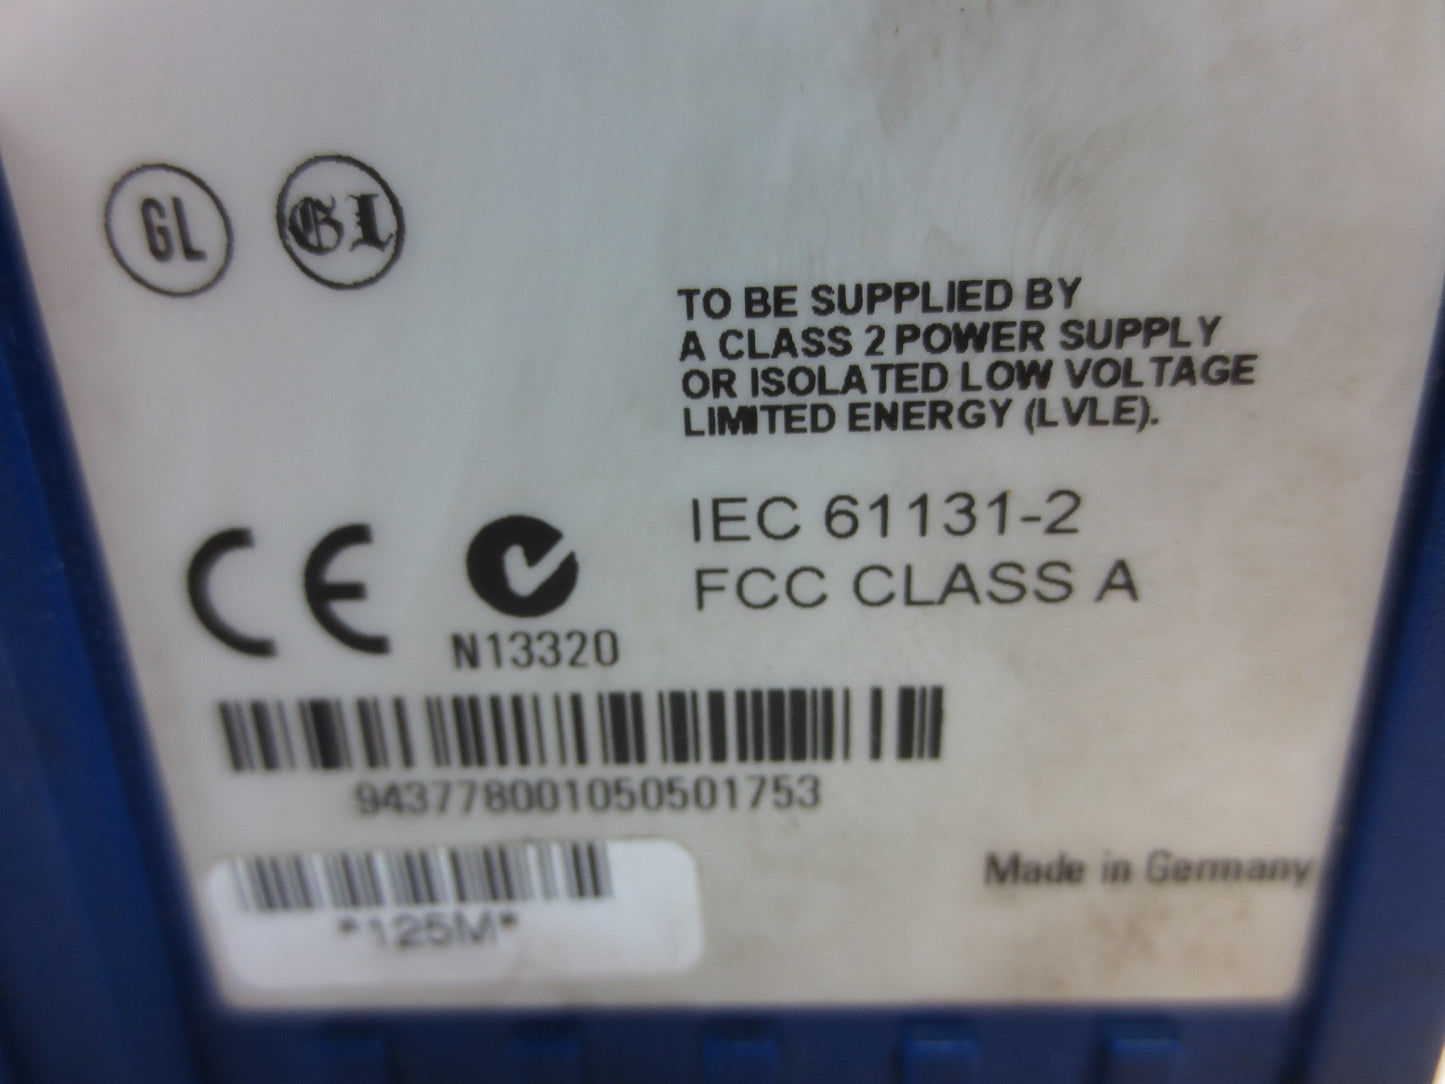 GL
GL
TO BE SUPPLIED BY
A CLASS 2 POWER SUPPLY
OR ISOLATED LOW VOLTAGE
LIMITED ENERGY (LVLE).
IEC 61131-2
FCC CLASS A
CE
N13320
943778001050501753
Made in Germany
*125M*